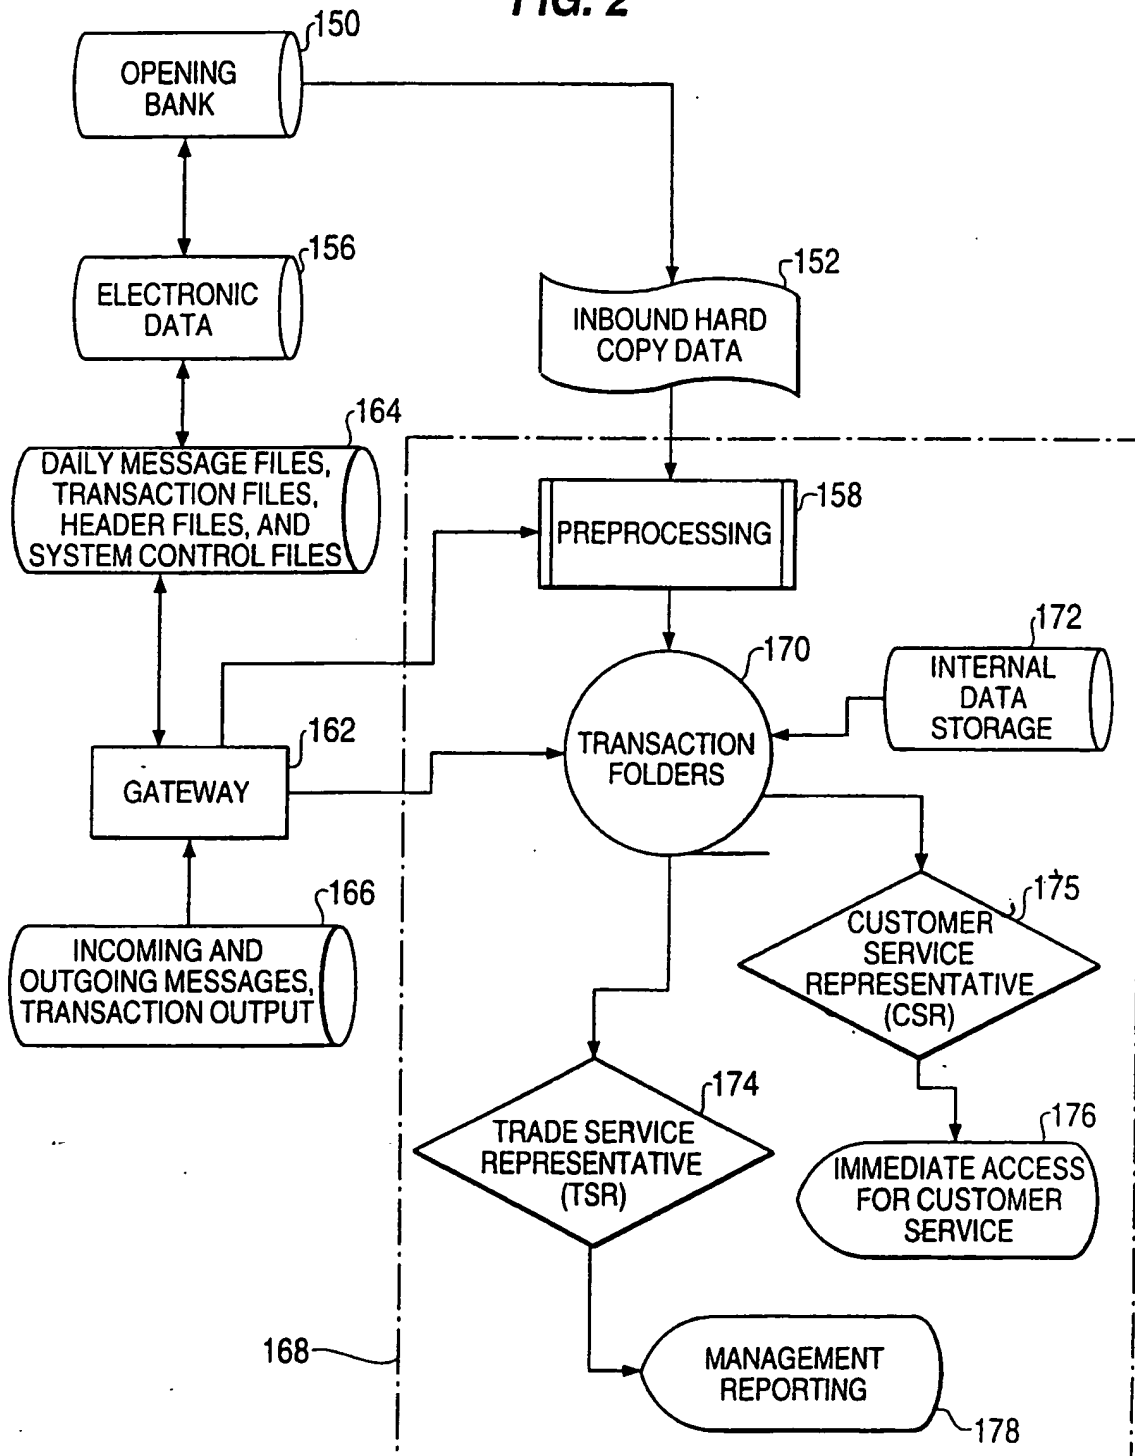 FIG. 2
150
OPENING
BANK
156
ELECTRONIC
DATA
152
INBOUND HARD
COPY DATA
164
DAILY MESSAGE FILES,
TRANSACTION FILES,
HEADER FILES, AND
SYSTEM CONTROL FILES
158
PREPROCESSING
172
INTERNAL
DATA
STORAGE
170
TRANSACTION
FOLDERS
162
GATEWAY
166
INCOMING AND
OUTGOING MESSAGES,
TRANSACTION OUTPUT
175
CUSTOMER
SERVICE
REPRESENTATIVE
(CSR)
174
TRADE SERVICE
REPRESENTATIVE
(TSR)
176
IMMEDIATE ACCESS
FOR CUSTOMER
SERVICE
168
MANAGEMENT
REPORTING
178